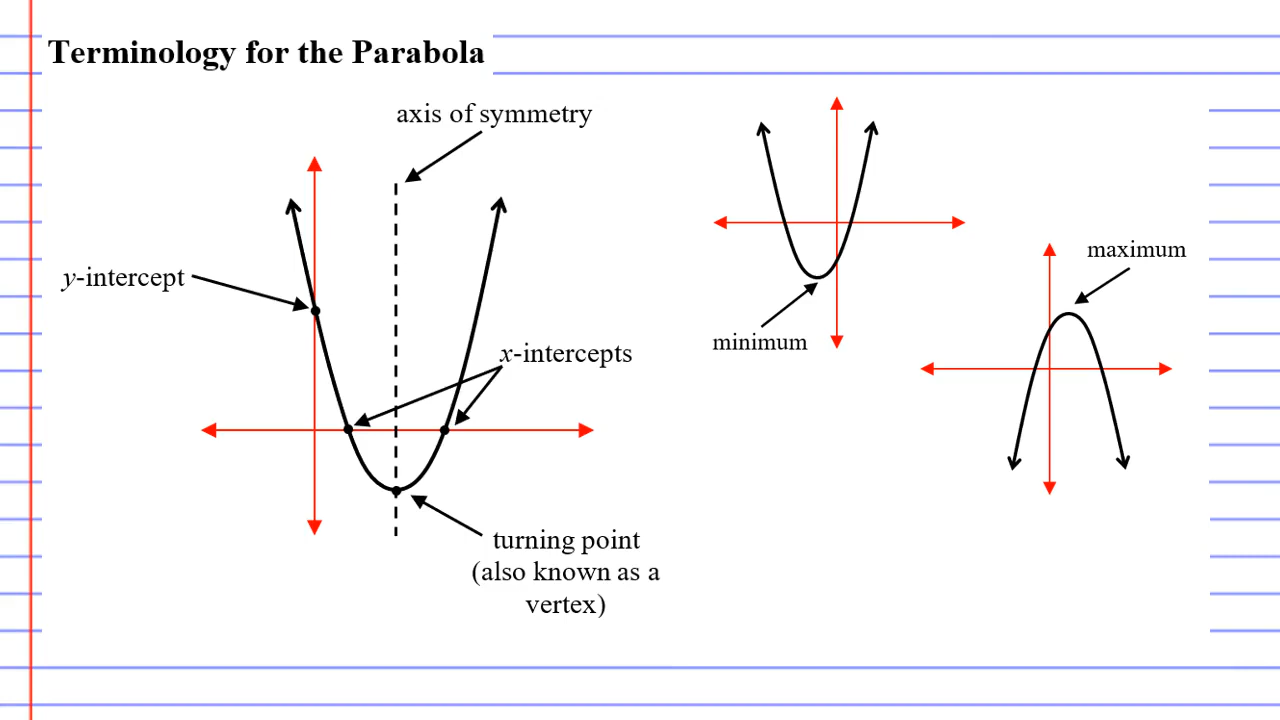 Terminology for the Parabola
axis of symmetry
y-intercept
x-intercepts
turning point
(also known as a
vertex)
minimum
maximum